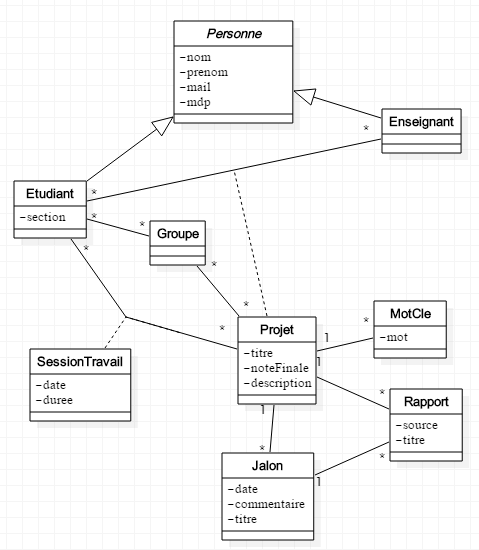 Personne
-nom
-prenom
-mail
-mdp
Enseignant
*
Etudiant
-section
*
*
*
*
Groupe
*
*
*
SessionTravail
-date
-duree
Projet
-titre
-noteFinale
-description
1
*
MotCle
-mot
1
*
Rapport
-source
-titre
*
1
*
Jalon
-date
-commentaire
-titre
1